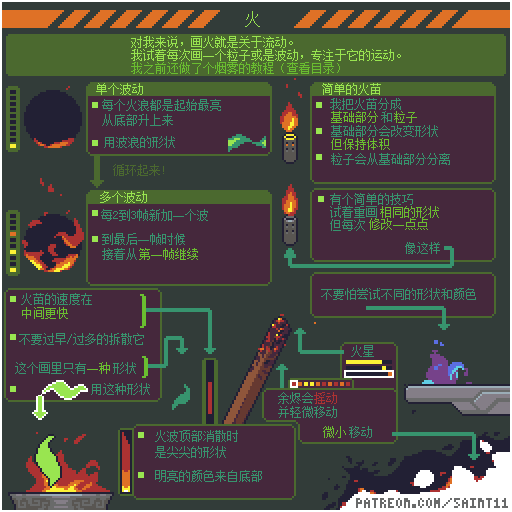 火
对我来说，画火就是关于流动。
我试着每次画一个粒子或是波动，专注于它的运动
我之前还做了个烟雾的教程（查看目录）
单个波动
每个火浪都是起始最亮
从底部升上来
用波浪的形状
循环起来！
多个波动
每2到3帧新加一个波
到最后一帧时候
接着从第一帧继续
简单的火苗
我把火苗分成
基础部分和粒子
基础部分会改变形状
但保持体积
粒子会从基础部分分离
有个简单的技巧
试着重画相同的形状
但每次 修改一点点
像这样
不要怕尝试不同的形状和颜色
火苗的速度在
中间更快
不要过早/过多的拆散它
这个画里只有一种形状
用这种形状
火星
余烬会摇动
并轻微移动
微小移动
火波顶部消散时
是尖尖的形状
明亮的颜色来自底部
PATREON.COM/SAINT11